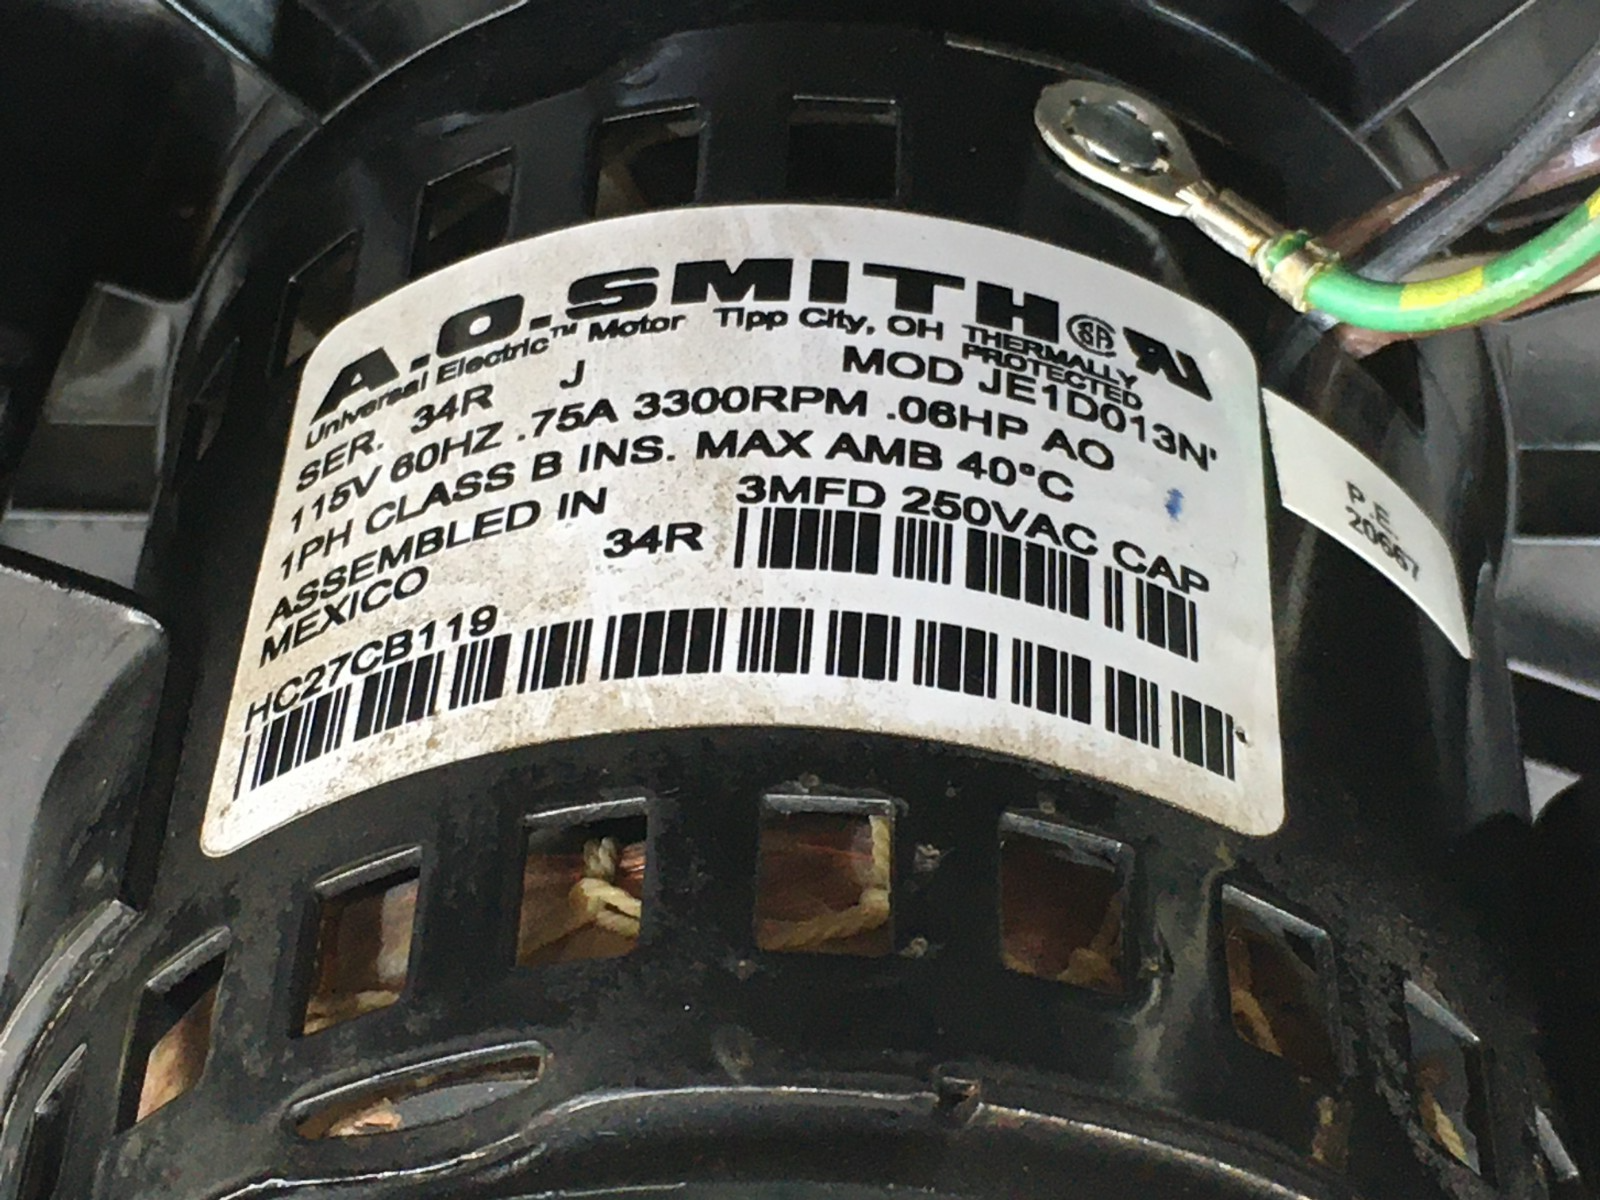 A.O.SMITH
Universal Electric™ Motor Tipp City, OH THERMALLY PROTECTED
SER. 34R J MOD JE1D013N'
115V 60HZ .75A 3300RPM .06HP AO
1PH CLASS B INS. MAX AMB 40°C
ASSEMBLED IN 3MFD 250VAC CAP
MEXICO 34R
HC27CB119
P.E.
20667